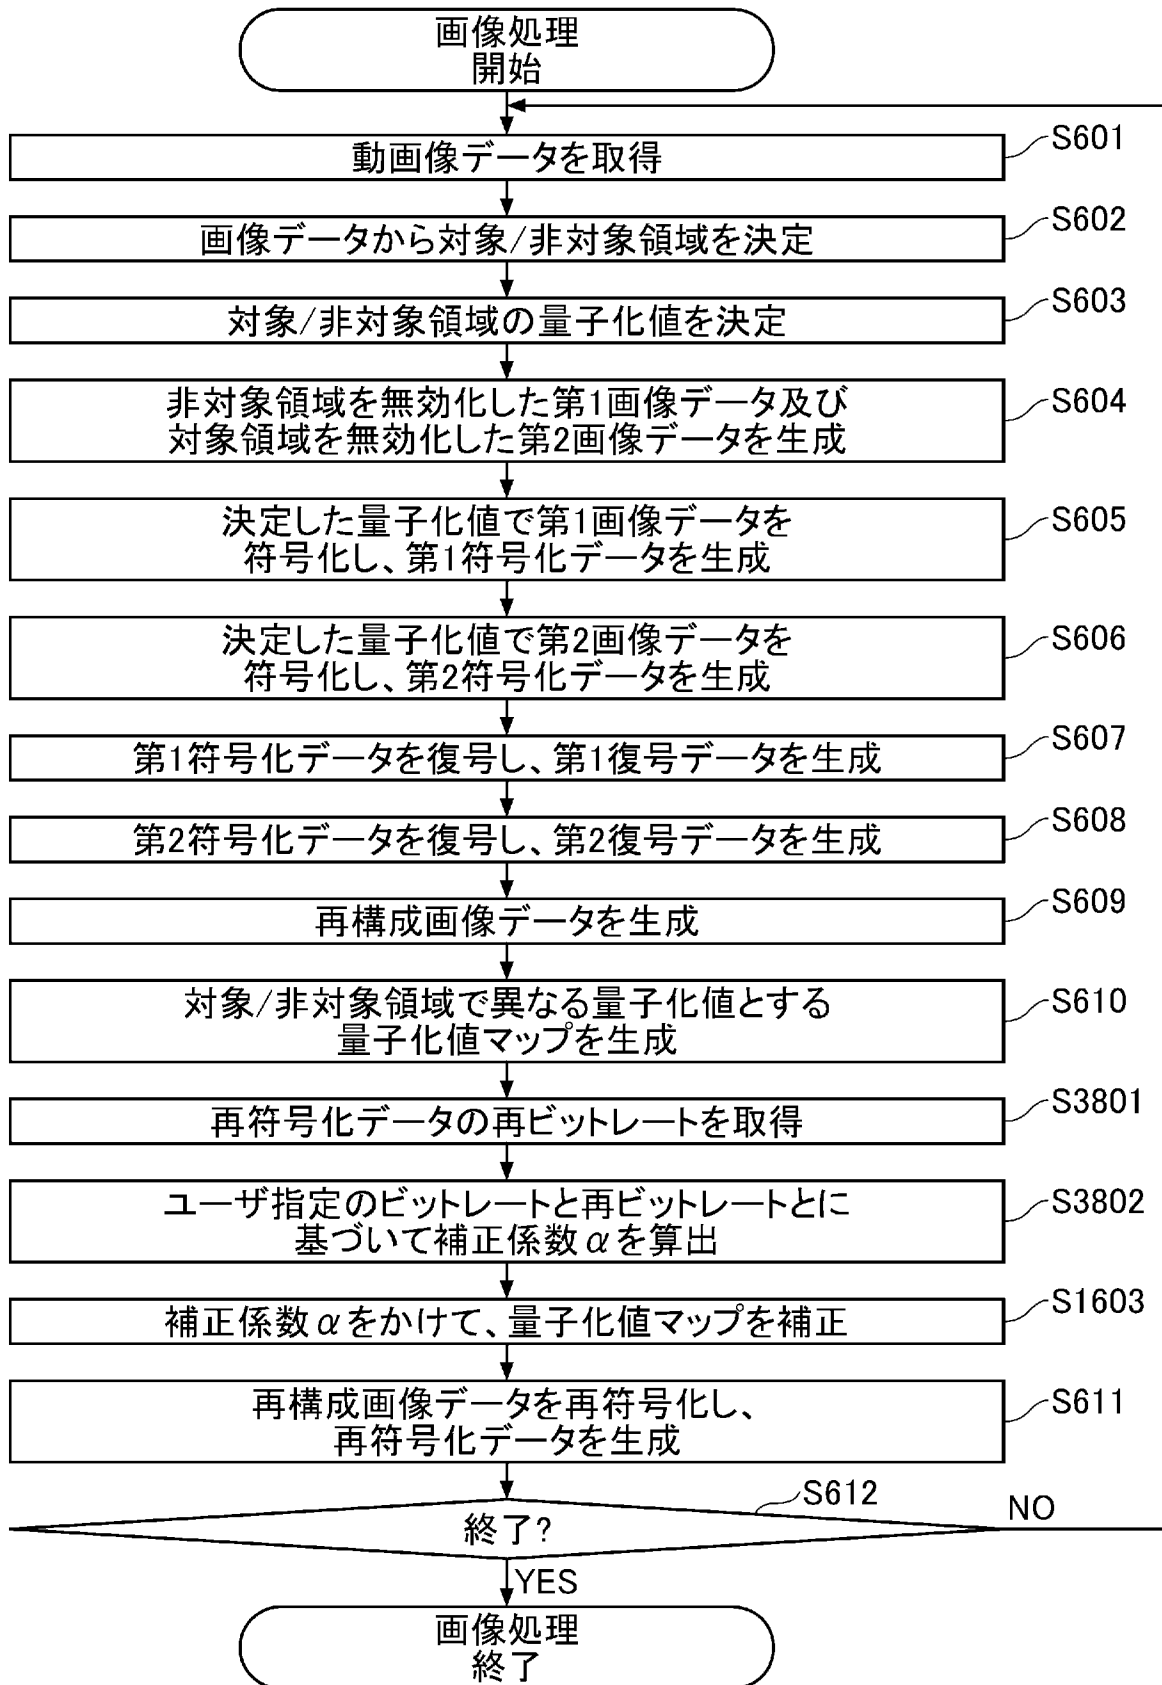 画像処理
開始
動画像データを取得
S601
画像データから対象/非対象領域を決定
S602
対象/非対象領域の量子化値を決定
S603
非対象領域を無効化した第1画像データ及び
対象領域を無効化した第2画像データを生成
S604
決定した量子化値で第1画像データを
符号化し、第1符号化データを生成
S605
決定した量子化値で第2画像データを
符号化し、第2符号化データを生成
S606
第1符号化データを復号し、第1復号データを生成
S607
第2符号化データを復号し、第2復号データを生成
S608
再構成画像データを生成
S609
対象/非対象領域で異なる量子化値とする
量子化値マップを生成
S610
再符号化データの再ビットレートを取得
S3801
ユーザ指定のビットレートと再ビットレートとに
基づいて補正係数αを算出
S3802
補正係数αをかけて、量子化値マップを補正
S1603
再構成画像データを再符号化し、
再符号化データを生成
S611
終了?
S612
NO
YES
画像処理
終了